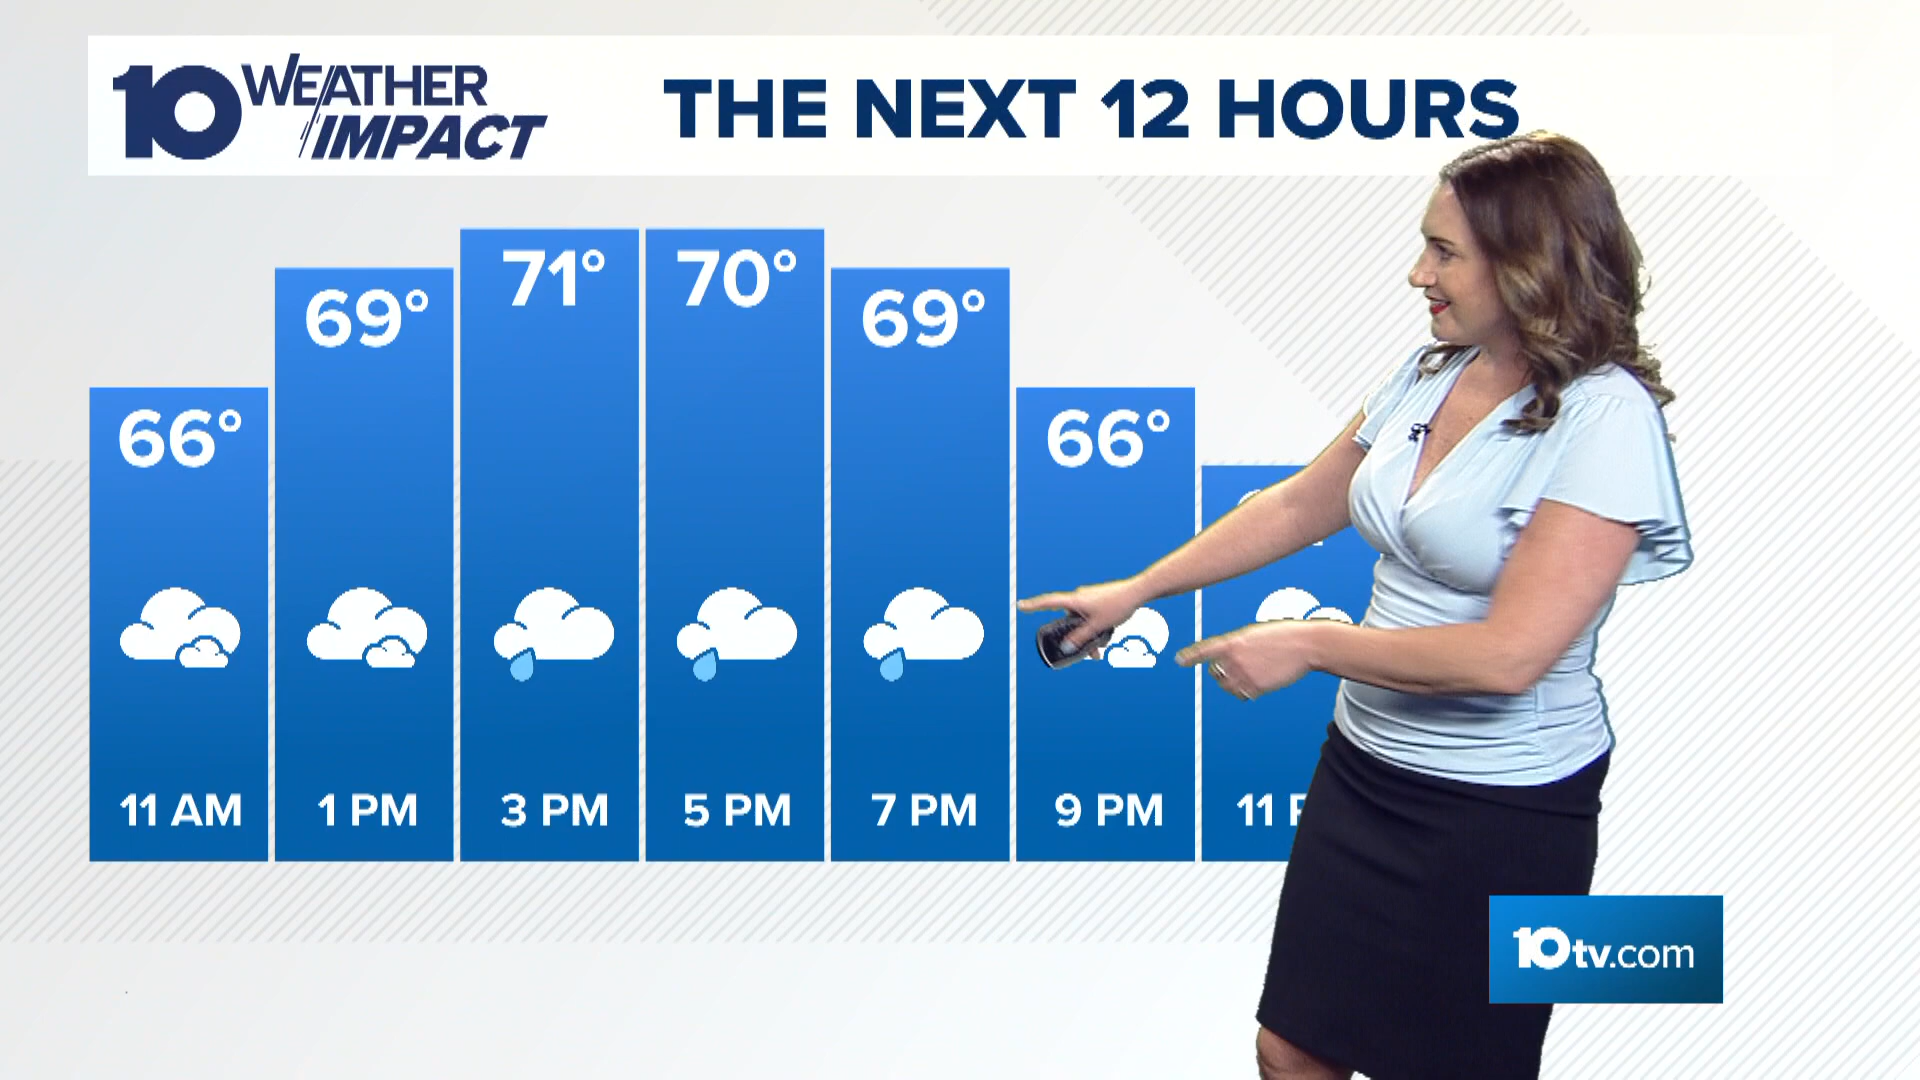 10 WEATHER IMPACT
THE NEXT 12 HOURS
66°
69°
71°
70°
69°
66°
11 AM
1 PM
3 PM
5 PM
7 PM
9 PM
11
10tv.com